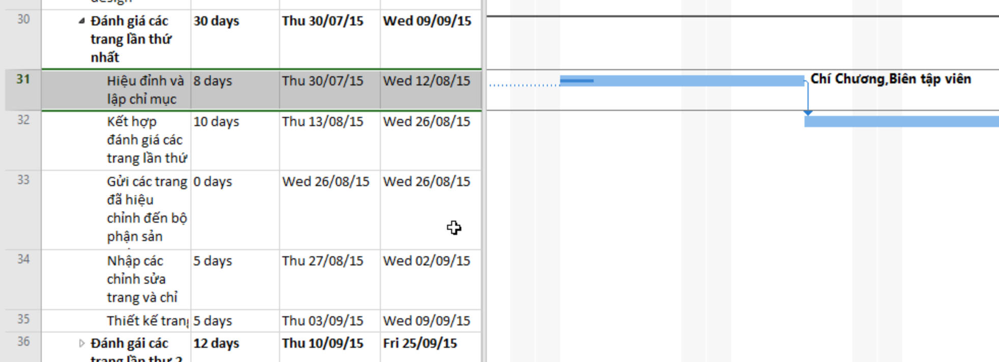 design
30 Đánh giá các 30 days Thu 30/07/15 Wed 09/09/15
trang lần thứ
nhất
31 Hiệu đỉnh và 8 days Thu 30/07/15 Wed 12/08/15 Chí Chương,Biên tập viên
lập chỉ mục
32 Kết hợp 10 days Thu 13/08/15 Wed 26/08/15
đánh giá các
trang lần thứ
33 Gửi các trang 0 days Wed 26/08/15 Wed 26/08/15
đã hiệu
chỉnh đến bộ
phận sản
34 Nhập các 5 days Thu 27/08/15 Wed 02/09/15
chỉnh sửa
trang và chỉ
35 Thiết kế trang 5 days Thu 03/09/15 Wed 09/09/15
36 Đánh gái các 12 days Thu 10/09/15 Fri 25/09/15
trang lần thư 2